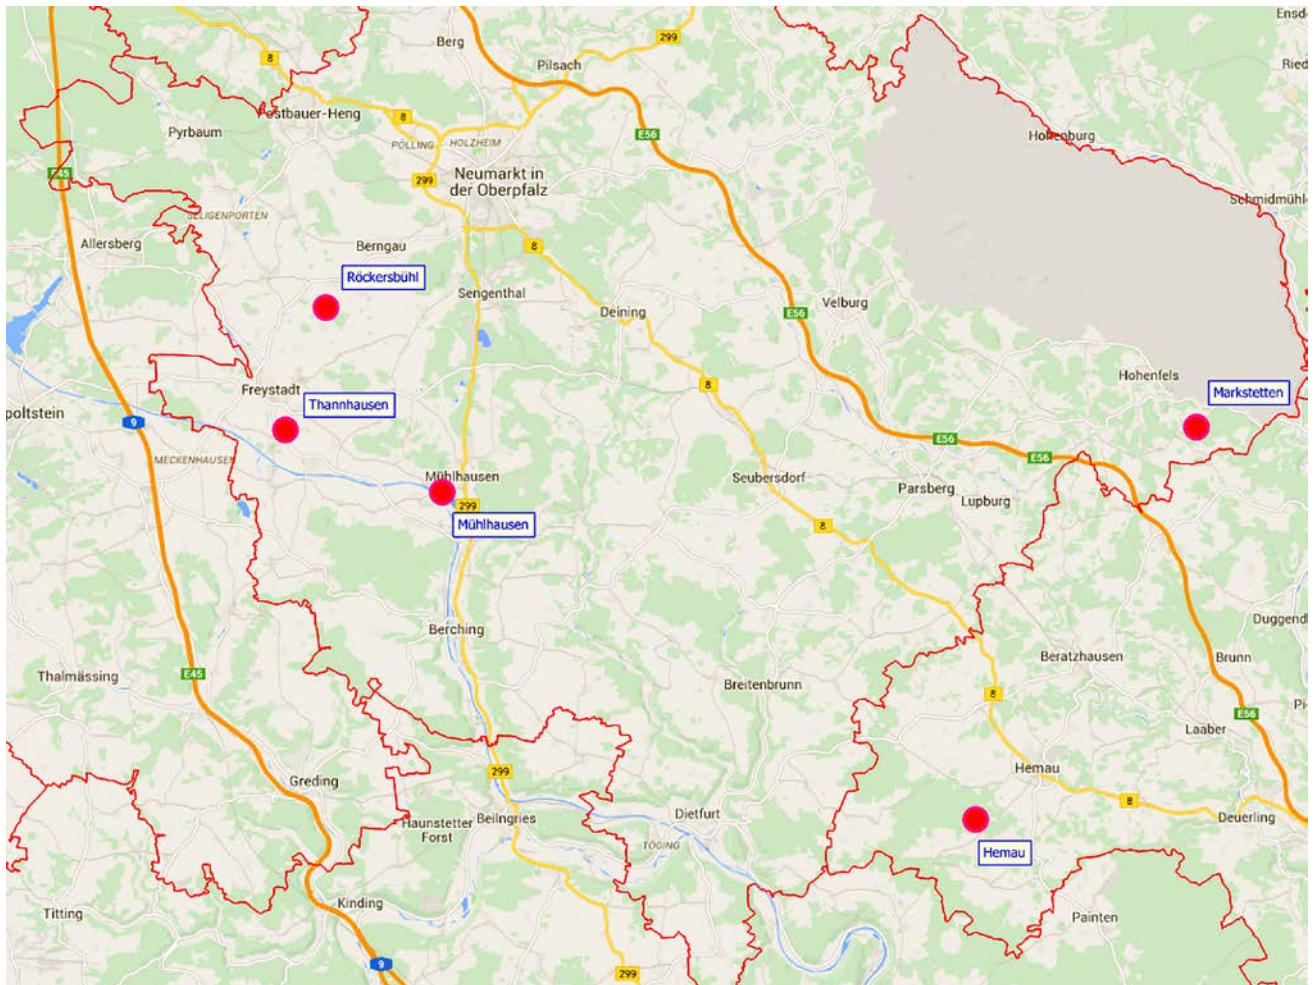 Ensd
Berg
299
Pilsach
8
Ried
Postbauer-Heng
8
Pyrbaum
Hohenburg
E56
PÖLLING
HOLZHEIM
Neumarkt in
der Oberpfalz
E45
299
Schmidmühl
SELIGENPORTEN
Allersberg
Berngau
8
Röckersbühl
Sengenthal
Velburg
Deining
E56
Hohenfels
8
Freystadt
Markstetten
Thannhausen
poltstein
9
E56
MECKENHAUSEN
E56
Mühlhausen
Seubersdorf
Parsberg
Lupburg
299
Mühlhausen
8
Duggend
Berching
Beratzhausen
Brunn
Thalmässing
E45
Breitenbrunn
8
Pi-
E56
Laaber
Hemau
299
Greding
8
Dietfurt
Deuerling
Haunstetter
Forst
Beilngries
TÖGING
Hemau
Kinding
Titting
Painten
9
299